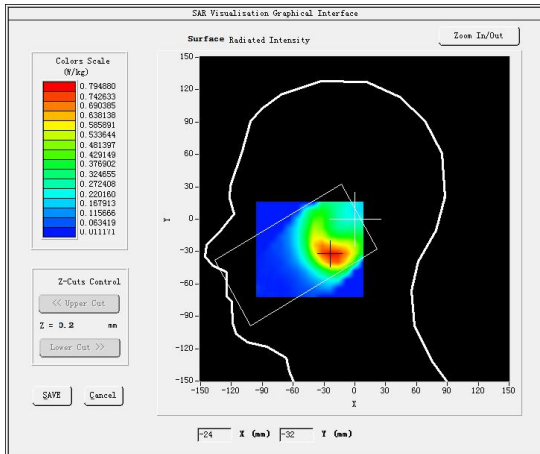 SAR Visualisation Graphical Interface
Surface Radiated Intensity
Zoom In/Out
Colors Scale
(W/kg)
0.794880
0.742633
0.690385
0.638138
0.585891
0.533644
0.481397
0.429149
0.376902
0.324655
0.272408
0.220160
0.167913
0.115666
0.063419
0.011171
Z-Cuts Control
<< Upper Cut
Z = 0.2 mm
Lower Cut >>
SAVE Cancel
150
120
90
60
30
0
-30
-60
-90
-120
-150
Y
-150 -120 -90 -60 -30 0 30 60 90 120 150
X
-24 X (mm) -32 Y (mm)